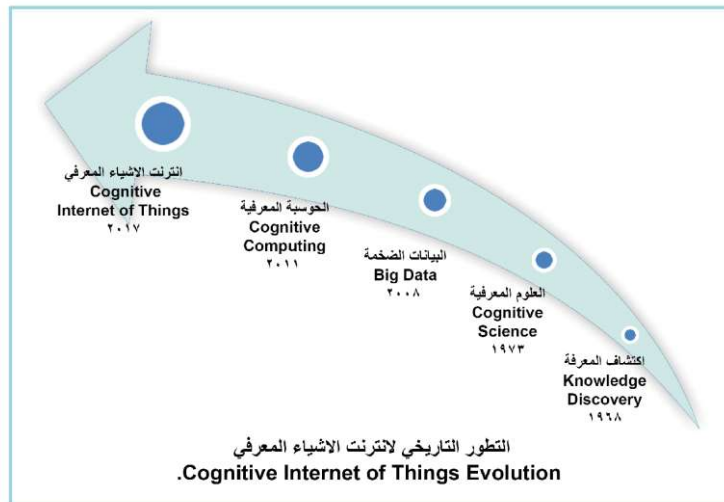 انترنت الاشياء المعرفي
Cognitive
Internet of Things
٢٠١٧
الحوسبة المعرفية
Cognitive
Computing
٢٠١١
البيانات الضخمة
Big Data
٢٠٠٨
العلوم المعرفية
Cognitive
Science
١٩٧٣
اكتشاف المعرفة
Knowledge
Discovery
١٩٦٨
التطور التاريخي لانترنت الاشياء المعرفي
.Cognitive Internet of Things Evolution